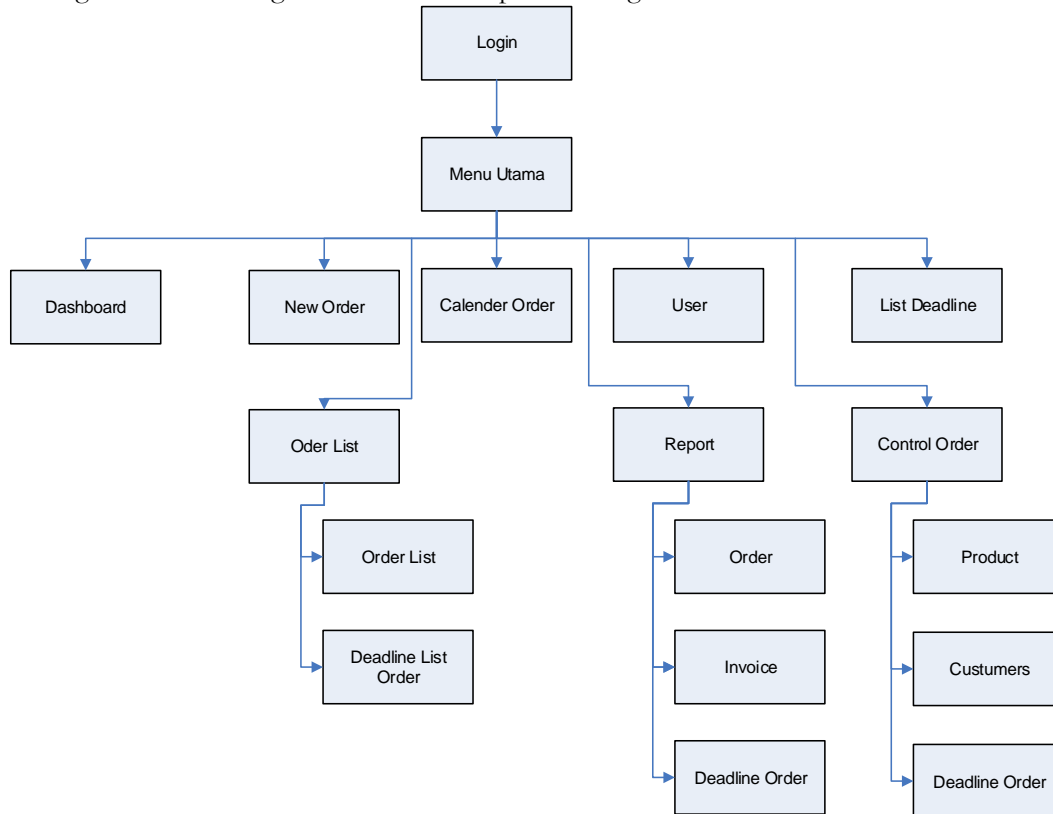 Login
Menu Utama
Dashboard
New Order
Calender Order
User
List Deadline
Oder List
Report
Control Order
Order List
Order
Product
Deadline List
Order
Invoice
Custumers
Deadline Order
Deadline Order